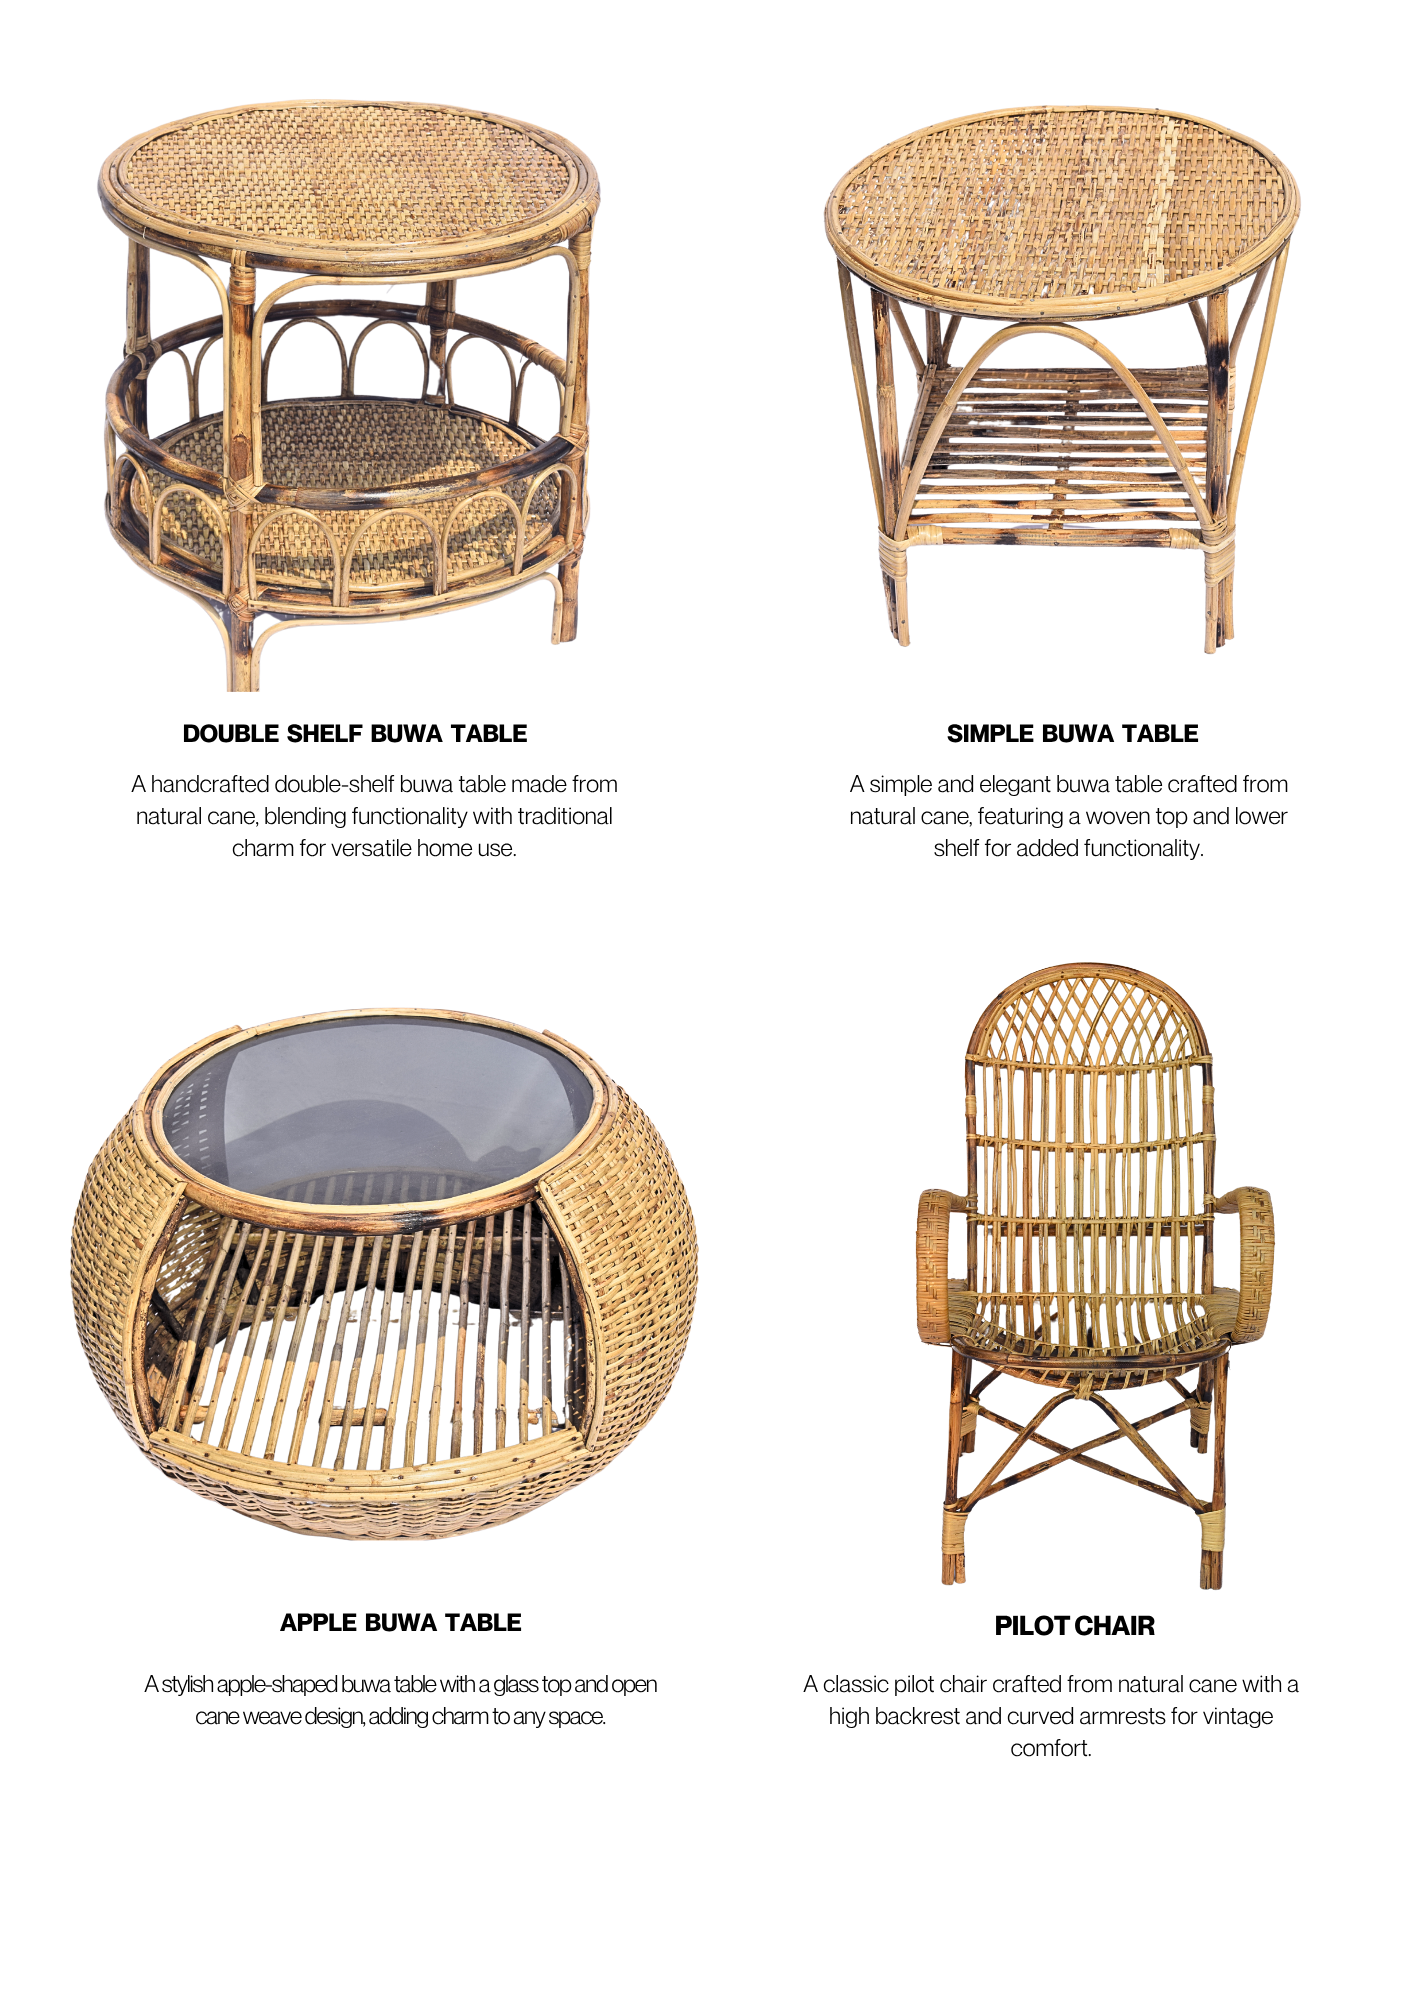 DOUBLE SHELF BUWA TABLE
A handcrafted double-shelf buwa table made from
natural cane, blending functionality with traditional
charm for versatile home use.
SIMPLE BUWA TABLE
A simple and elegant buwa table crafted from
natural cane, featuring a woven top and lower
shelf for added functionality.
APPLE BUWA TABLE
A stylish apple-shaped buwa table with a glass top and open
cane weave design, adding charm to any space.
PILOT CHAIR
A classic pilot chair crafted from natural cane with a
high backrest and curved armrests for vintage
comfort.